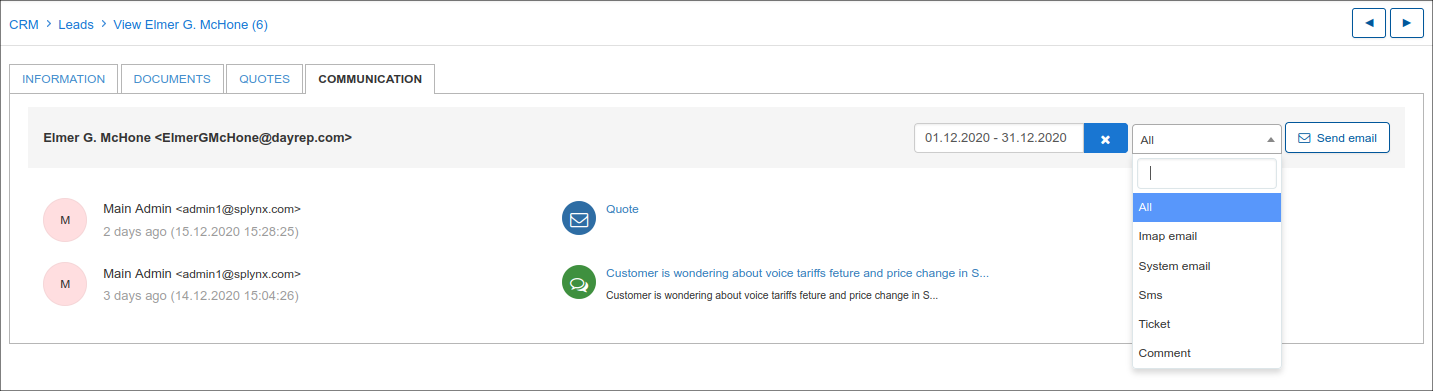 CRM > Leads > View Elmer G. McHone (6)
◄ ►
INFORMATION DOCUMENTS QUOTES COMMUNICATION
Elmer G. McHone <ElmerGMcHone@dayrep.com> 01.12.2020 - 31.12.2020 All Send email
All
Imap email
System email
Sms
Ticket
Comment
M Main Admin <admin1@splynx.com> Quote
2 days ago (15.12.2020 15:28:25)
M Main Admin <admin1@splynx.com> Customer is wondering about voice tariffs feture and price change in S...
3 days ago (14.12.2020 15:04:26) Customer is wondering about voice tariffs feture and price change in S...